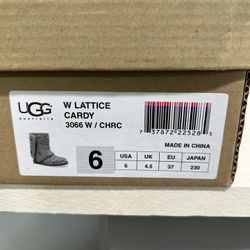 UGG
australia
W LATTICE
CARDY
3066 W / CHRC
7 37872 22528 5
MADE IN CHINA
6
USA UK EU JAPAN
6 4.5 37 230